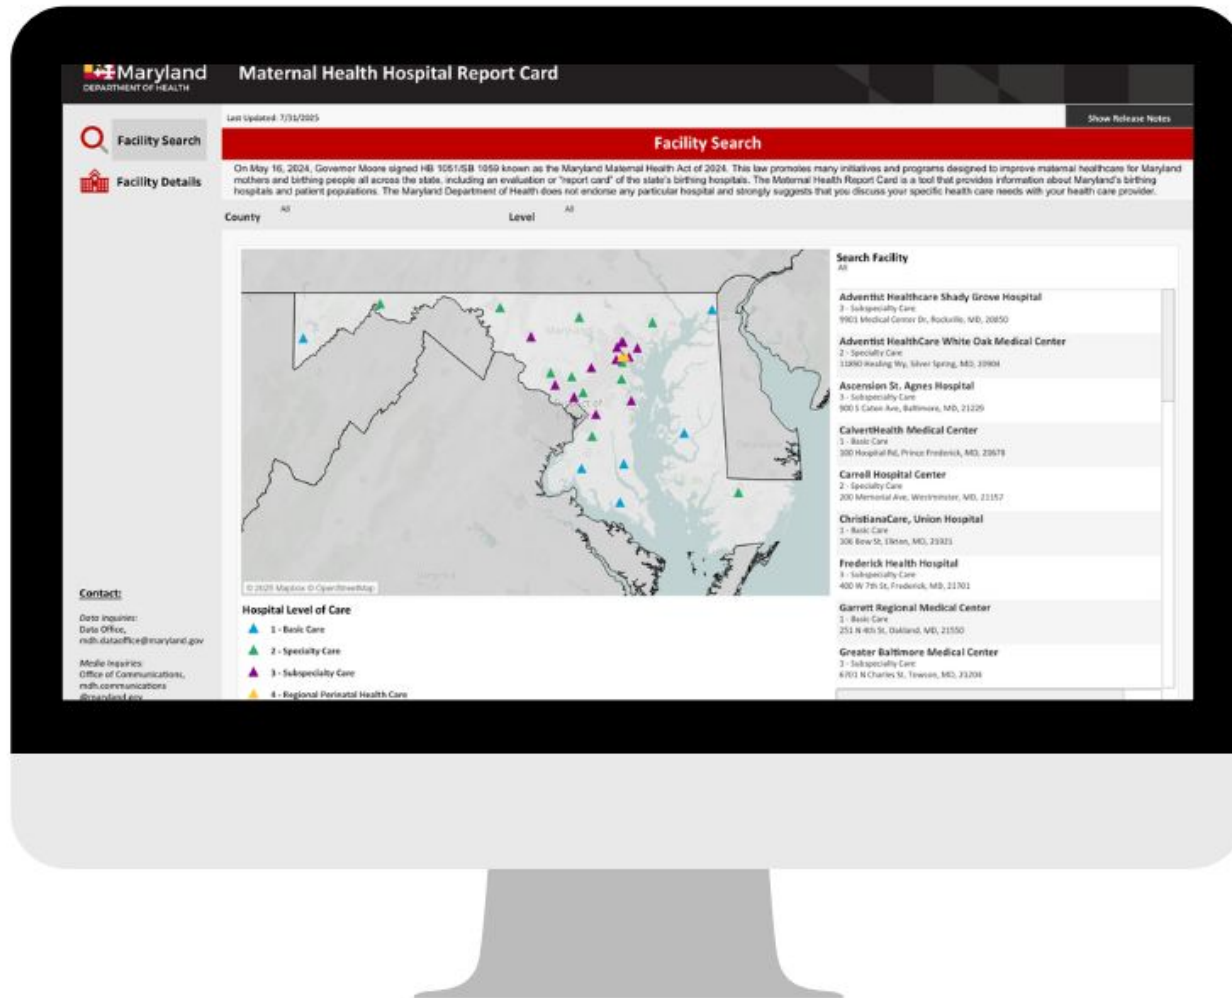 Maryland
DEPARTMENT OF HEALTH
Maternal Health Hospital Report Card
Last Updated: 7/31/2025
Show Release Notes
Facility Search
Facility Details
Facility Search
On May 16, 2024, Governor Moore signed HB 1051/SB 1059 known as the Maryland Maternal Health Act of 2024. This law promotes many initiatives and programs designed to improve maternal healthcare for Maryland
mothers and birthing people all across the state, including an evaluation or "report card" of the state's birthing hospitals. The Maternal Health Report Card is a tool that provides information about Maryland's birthing
hospitals and patient populations. The Maryland Department of Health does not endorse any particular hospital and strongly suggests that you discuss your specific health care needs with your health care provider.
County
All
Level
All
Maryland
© 2025 Mapbox © OpenStreetMap
Hospital Level of Care
1 - Basic Care
2 - Specialty Care
3 - Subspecialty Care
4 - Regional Perinatal Health Care
Search Facility
All
Adventist Healthcare Shady Grove Hospital
3 - Subspecialty Care
9901 Medical Center Dr, Rockville, MD, 20850
Adventist HealthCare White Oak Medical Center
2 - Specialty Care
11890 Healing Wy, Silver Spring, MD, 20904
Ascension St. Agnes Hospital
3 - Subspecialty Care
900 S Caton Ave, Baltimore, MD, 21229
CalvertHealth Medical Center
1 - Basic Care
100 Hospital Rd, Prince Frederick, MD, 20678
Carroll Hospital Center
2 - Specialty Care
200 Memorial Ave, Westminster, MD, 21157
ChristianaCare, Union Hospital
1 - Basic Care
106 Bow St, Elkton, MD, 21921
Frederick Health Hospital
3 - Subspecialty Care
400 W 7th St, Frederick, MD, 21701
Garrett Regional Medical Center
1 - Basic Care
251 N 4th St, Oakland, MD, 21550
Greater Baltimore Medical Center
3 - Subspecialty Care
6701 N Charles St, Towson, MD, 21204
Contact:
Data Inquiries:
Data Office,
mdh.dataoffice@maryland.gov
Media Inquiries:
Office of Communications,
mdh.communications
@maryland.gov